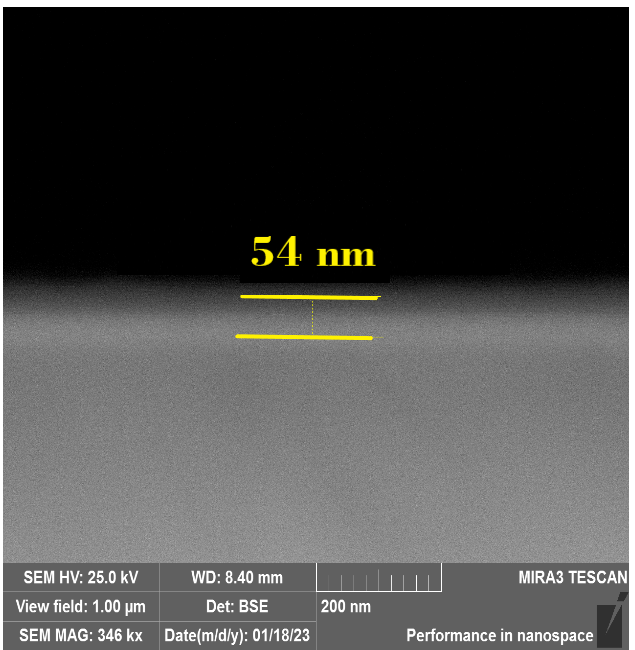 54 nm
SEM HV: 25.0 kV
WD: 8.40 mm
MIRA3 TESCAN
View field: 1.00 µm
Det: BSE
200 nm
SEM MAG: 346 kx
Date(m/d/y): 01/18/23
Performance in nanospace